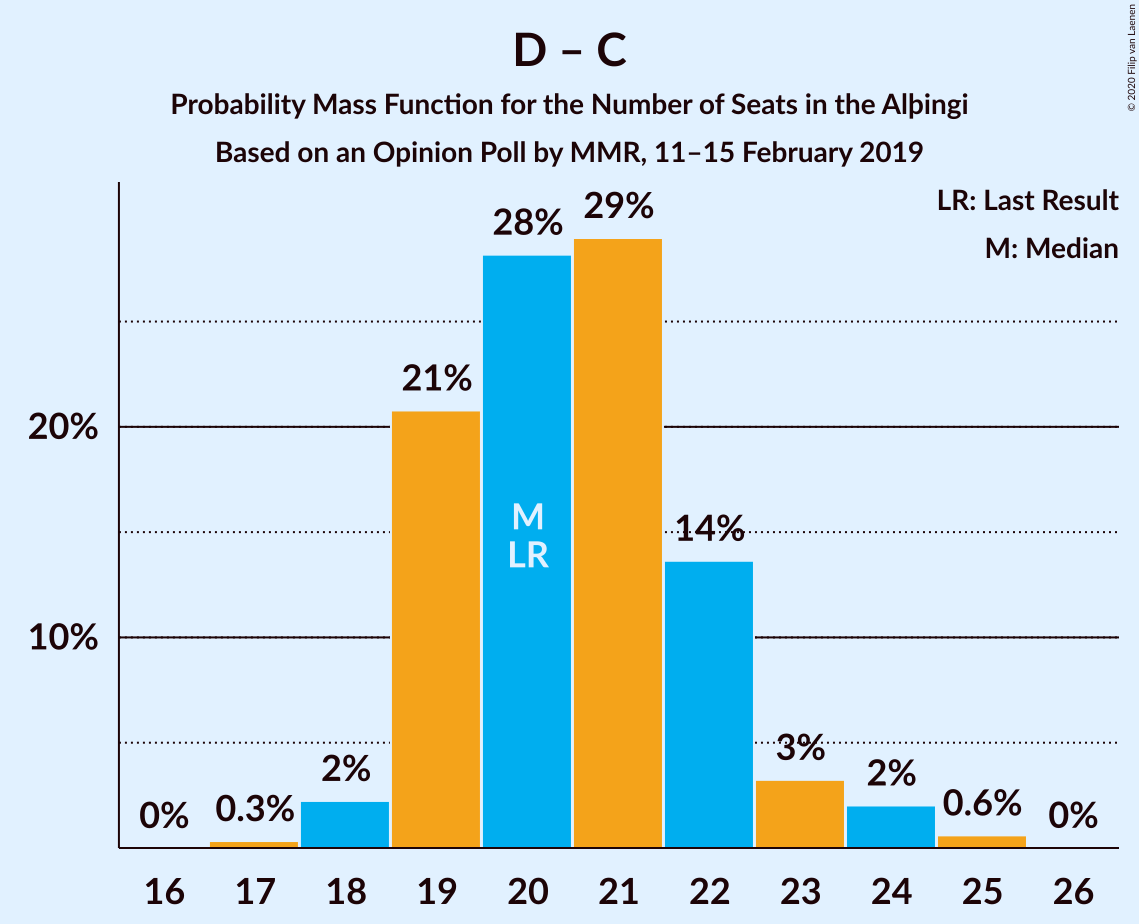 D – C
Probability Mass Function for the Number of Seats in the Alþingi
Based on an Opinion Poll by MMR, 11–15 February 2019
© 2020 Filip van Laenen
LR: Last Result
M: Median
20%
10%
0%
0.3%
2%
21%
28%
29%
14%
3%
2%
0.6%
0%
M
LR
16 17 18 19 20 21 22 23 24 25 26